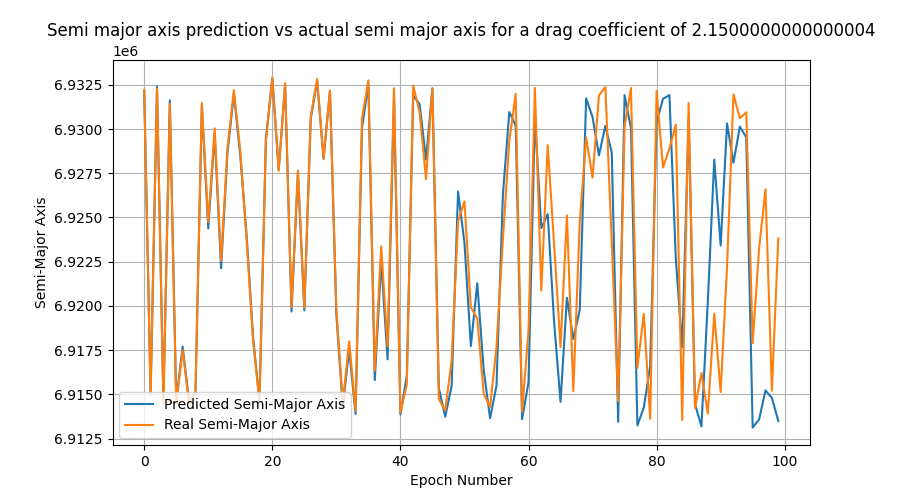 Semi major axis prediction vs actual semi major axis for a drag coefficient of 2.1500000000000004
1e6
6.9325
6.9300
6.9275
6.9250
6.9225
6.9200
6.9175
6.9150
6.9125
Semi-Major Axis
Predicted Semi-Major Axis
Real Semi-Major Axis
0
20
40
60
80
100
Epoch Number